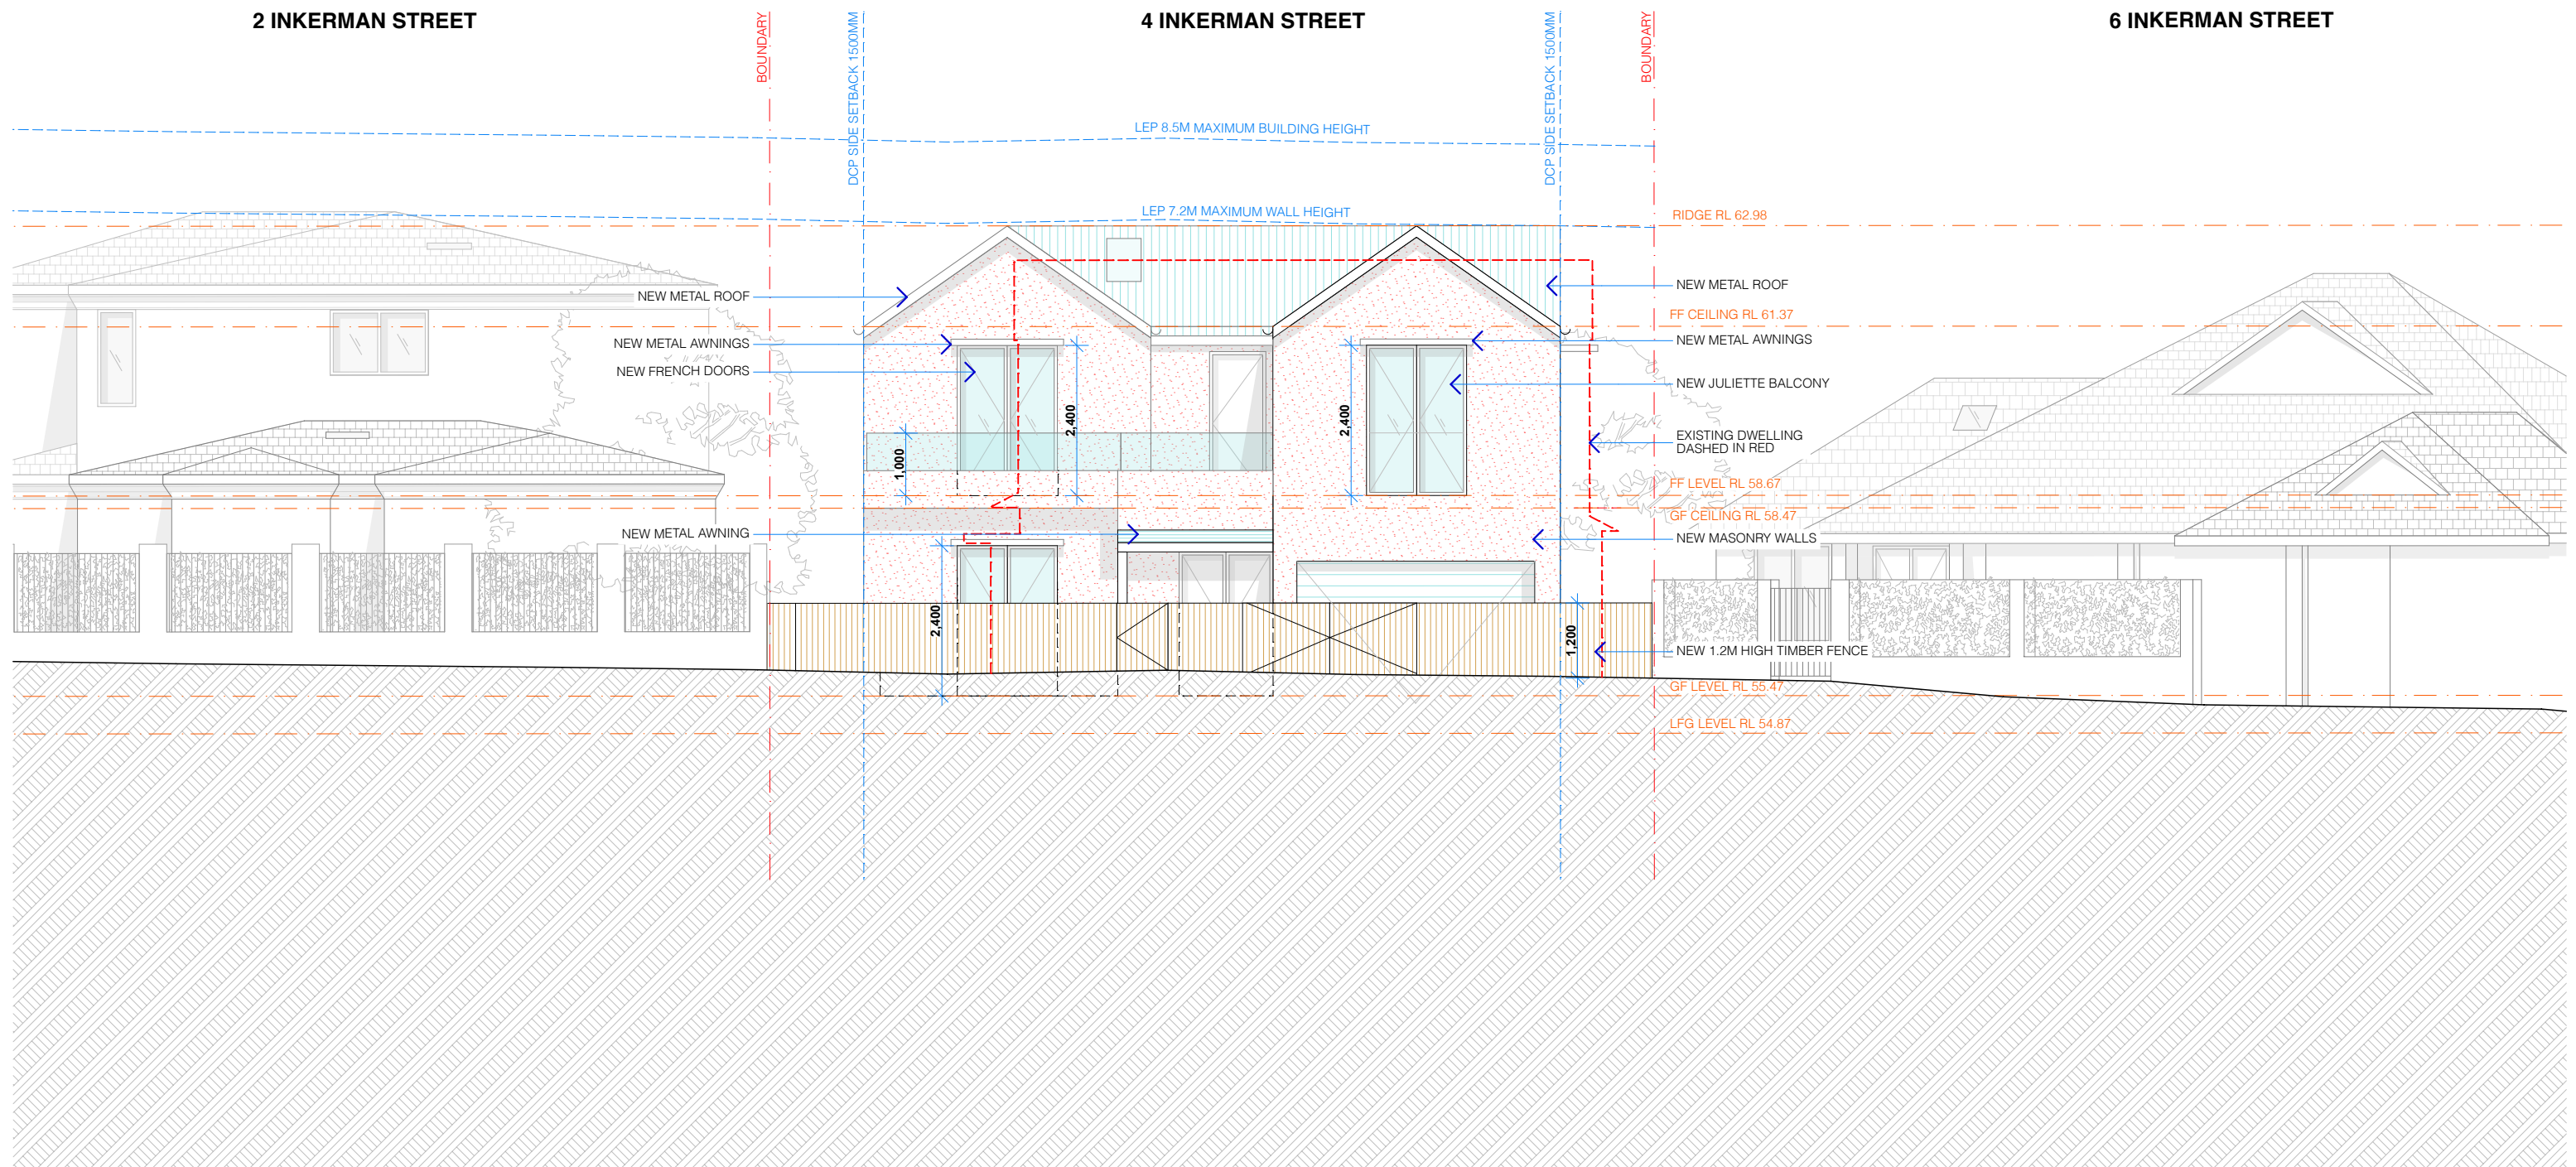 2 INKERMAN STREET
4 INKERMAN STREET
6 INKERMAN STREET
BOUNDARY
DCP SIDE SETBACK 1500MM
DCP SIDE SETBACK 1500MM
BOUNDARY
LEP 8.5M MAXIMUM BUILDING HEIGHT
LEP 7.2M MAXIMUM WALL HEIGHT
RIDGE RL 62.98
NEW METAL ROOF
NEW METAL ROOF
FF CEILING RL 61.37
NEW METAL AWNINGS
NEW METAL AWNINGS
NEW FRENCH DOORS
NEW JULIETTE BALCONY
2,400
2,400
1,000
EXISTING DWELLING
DASHED IN RED
FF LEVEL RL 58.67
GF CEILING RL 58.47
NEW METAL AWNING
NEW MASONRY WALLS
2,400
1,200
NEW 1.2M HIGH TIMBER FENCE
GF LEVEL RL 55.47
LFG LEVEL RL 54.87